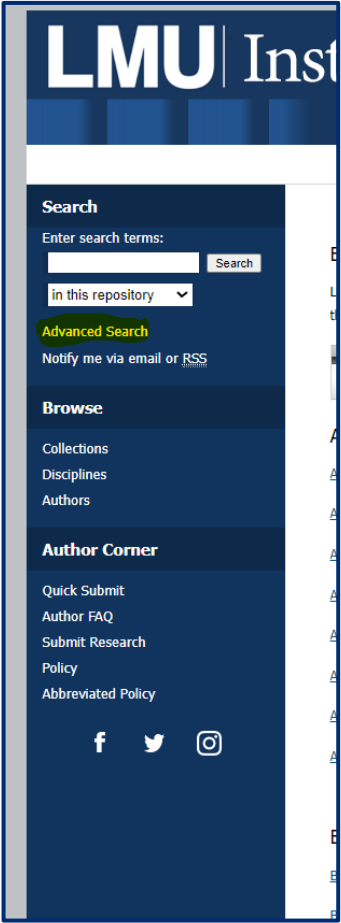 LMU Inst
Search
Enter search terms:
Search
in this repository
Advanced Search
Notify me via email or RSS
Browse
Collections
Disciplines
Authors
Author Corner
Quick Submit
Author FAQ
Submit Research
Policy
Abbreviated Policy